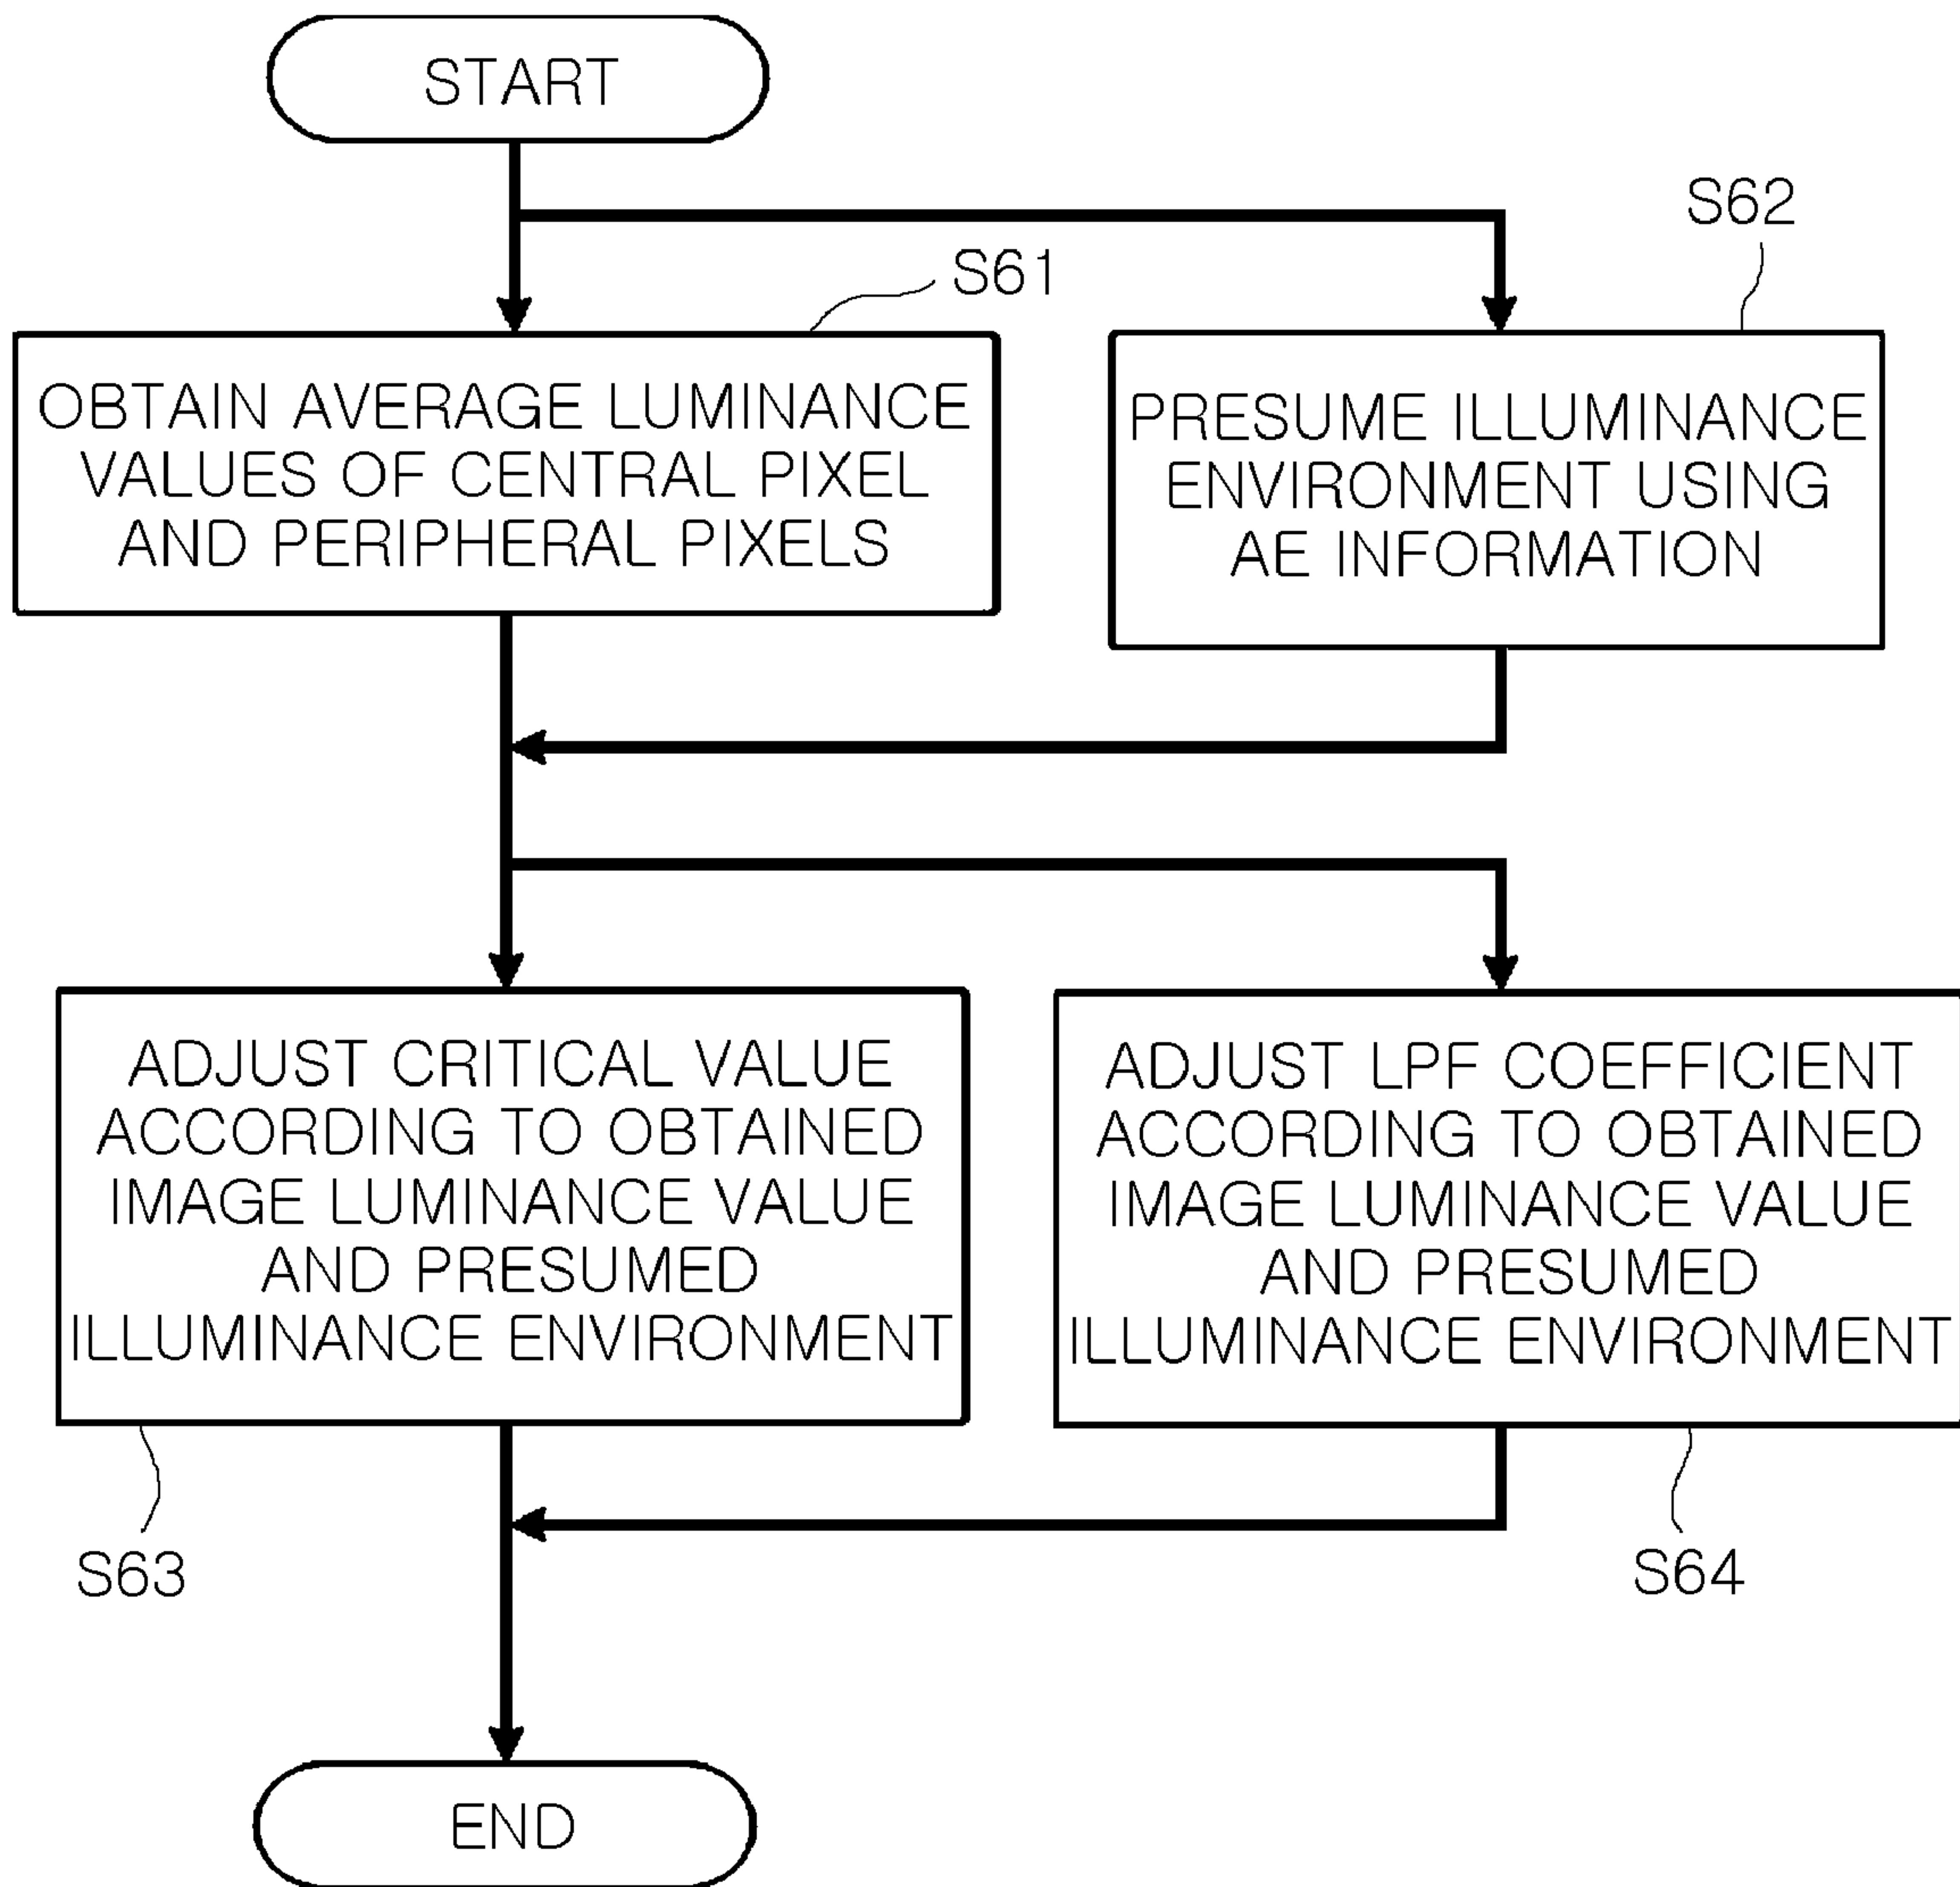 START
S62
S61
OBTAIN AVERAGE LUMINANCE
VALUES OF CENTRAL PIXEL
AND PERIPHERAL PIXELS
PRESUME ILLUMINANCE
ENVIRONMENT USING
AE INFORMATION
ADJUST CRITICAL VALUE
ACCORDING TO OBTAINED
IMAGE LUMINANCE VALUE
AND PRESUMED
ILLUMINANCE ENVIRONMENT
ADJUST LPF COEFFICIENT
ACCORDING TO OBTAINED
IMAGE LUMINANCE VALUE
AND PRESUMED
ILLUMINANCE ENVIRONMENT
S63
S64
END